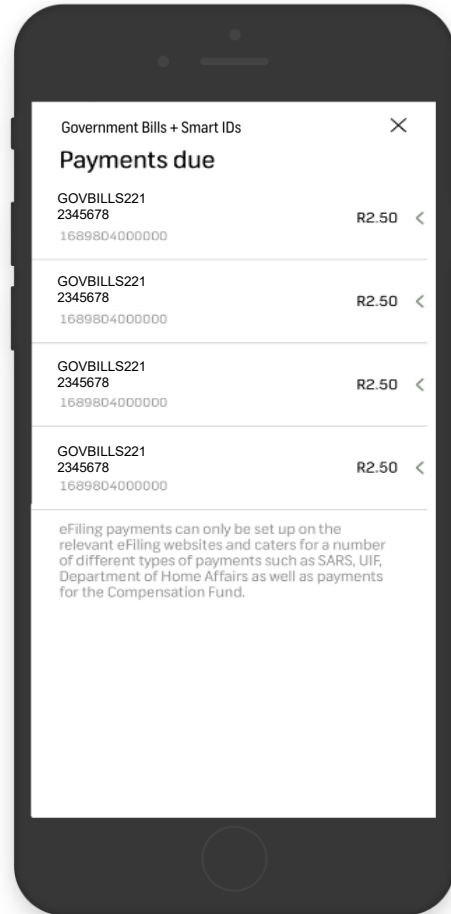 Government Bills + Smart IDs
Payments due
GOVBILLS221
2345678
R2.50
1689804000000
GOVBILLS221
2345678
R2.50
1689804000000
GOVBILLS221
2345678
R2.50
1689804000000
GOVBILLS221
2345678
R2.50
1689804000000
eFiling payments can only be set up on the
relevant eFiling websites and caters for a number
of different types of payments such as SARS, UIF,
Department of Home Affairs as well as payments
for the Compensation Fund.